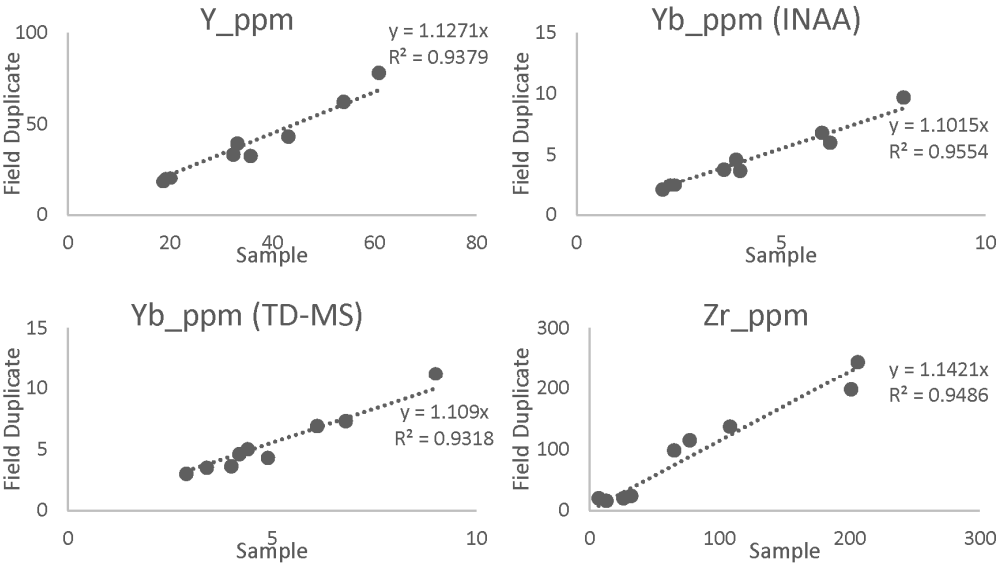 Y_ppm
y = 1.1271x
R² = 0.9379
Field Duplicate
100
50
0
0 20 40 60 80
Sample
Yb_ppm (INAA)
y = 1.1015x
R² = 0.9554
Field Duplicate
15
10
5
0
0 5 10
Sample
Yb_ppm (TD-MS)
y = 1.109x
R² = 0.9318
Field Duplicate
15
10
5
0
0 5 10
Sample
Zr_ppm
y = 1.1421x
R² = 0.9486
Field Duplicate
300
200
100
0
0 100 200 300
Sample